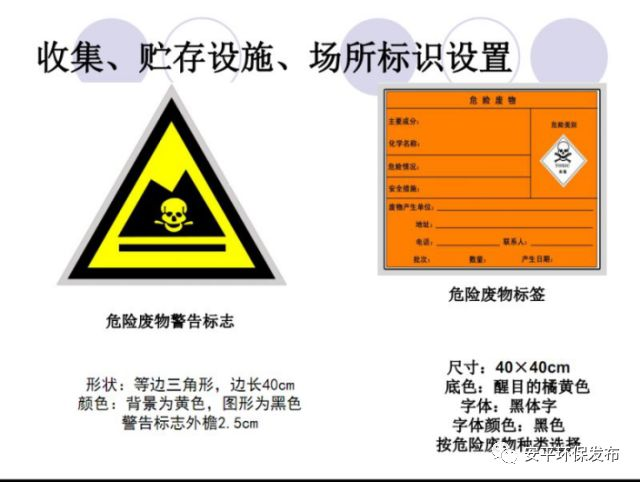 收集、贮存设施、场所标识设置
危 险 废 物
主要成分：
危险类别
化学名称：
TOXIC
危险情况：
安全措施：
废物产生单位：
地址：
电话： 联系人：
批次： 数量： 产生日期：
危险废物警告标志
危险废物标签
形状：等边三角形，边长40cm
颜色：背景为黄色，图形为黑色
警告标志外檐2.5cm
尺寸：40×40cm
底色：醒目的橘黄色
字体：黑体字
字体颜色：黑色
按危险废物种类选择
安平环保发布